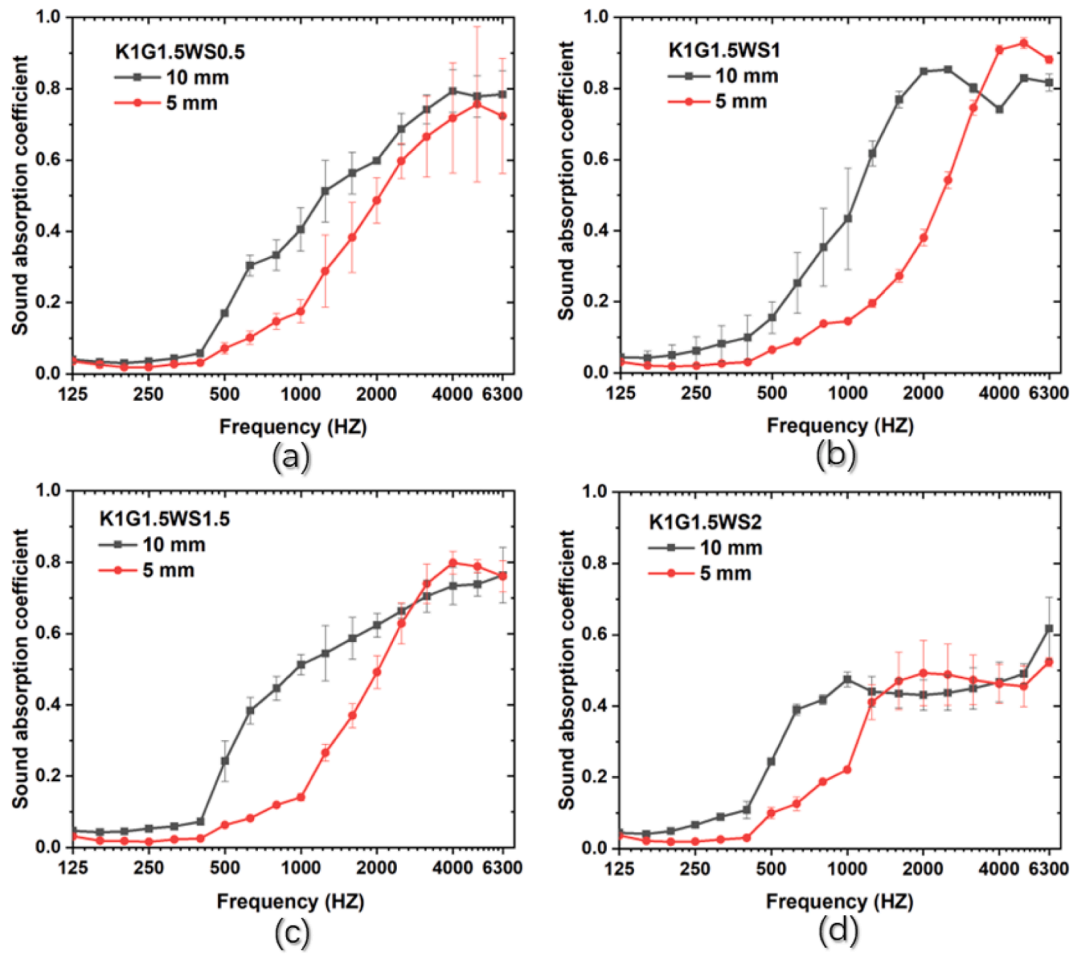 K1G1.5WS0.5
10 mm
5 mm
Sound absorption coefficient
1.0
0.8
0.6
0.4
0.2
0.0
125 250 500 1000 2000 4000 6300
Frequency (HZ)
(a)
K1G1.5WS1
10 mm
5 mm
Sound absorption coefficient
1.0
0.8
0.6
0.4
0.2
0.0
125 250 500 1000 2000 4000 6300
Frequency (HZ)
(b)
K1G1.5WS1.5
10 mm
5 mm
Sound absorption coefficient
1.0
0.8
0.6
0.4
0.2
0.0
125 250 500 1000 2000 4000 6300
Frequency (HZ)
(c)
K1G1.5WS2
10 mm
5 mm
Sound absorption coefficient
1.0
0.8
0.6
0.4
0.2
0.0
125 250 500 1000 2000 4000 6300
Frequency (HZ)
(d)